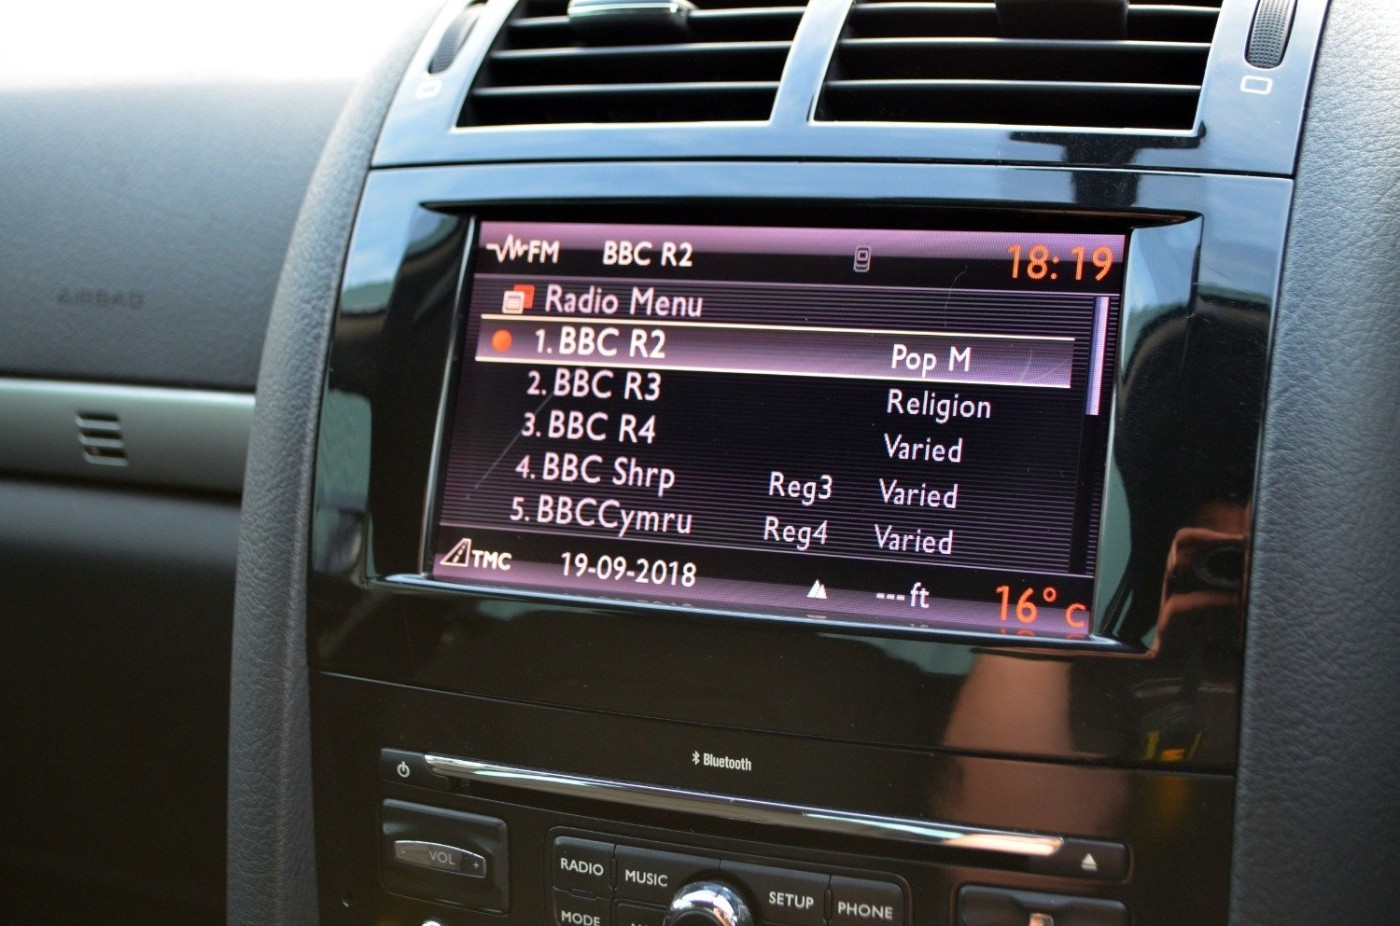 AIRBAG
FM BBC R2 18:19
Radio Menu
1. BBC R2 Pop M
2. BBC R3 Religion
3. BBC R4 Varied
4. BBC Shrp Reg3 Varied
5. BBCCymru Reg4 Varied
TMC 19-09-2018 ---ft 16° c
Bluetooth
- VOL +
RADIO MUSIC SETUP PHONE
MODE